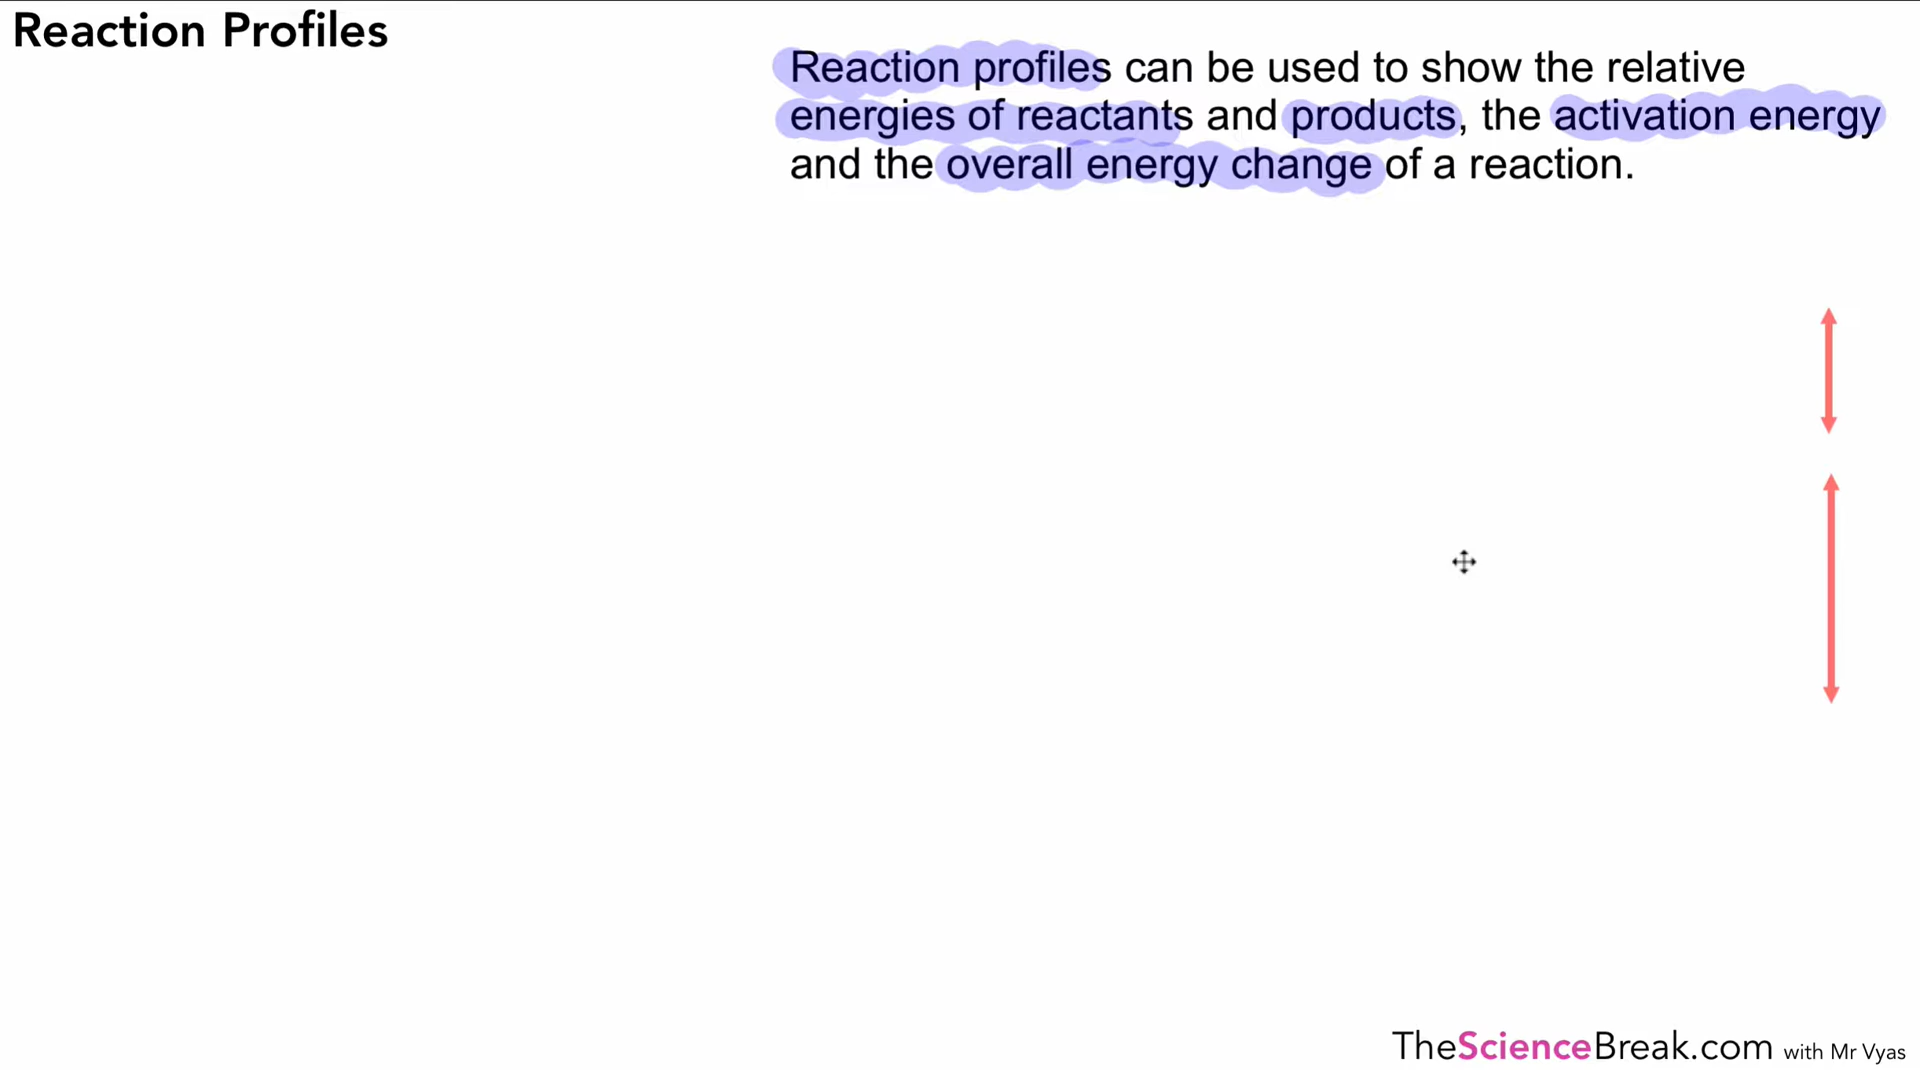 Reaction Profiles
Reaction profiles can be used to show the relative
energies of reactants and products, the activation energy
and the overall energy change of a reaction.
TheScienceBreak.com with Mr Vyas